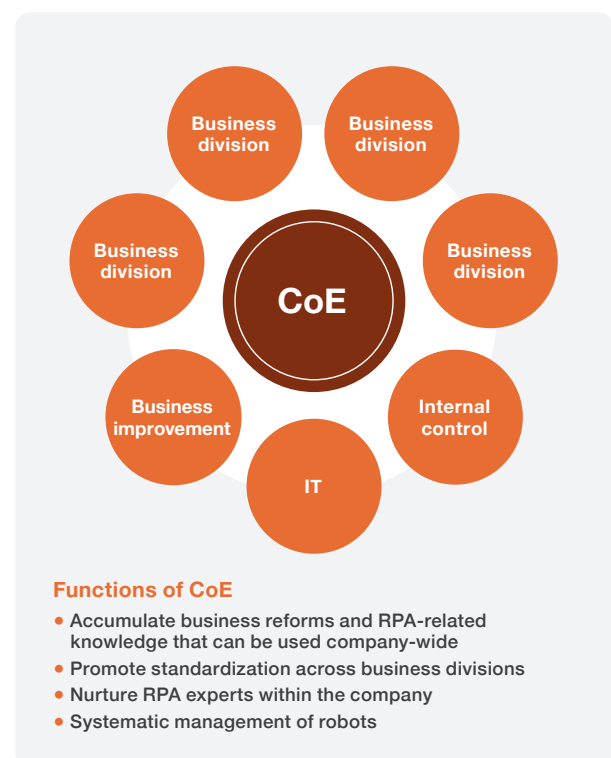 Business
division
Business
division
Business
division
Business
division
CoE
Business
improvement
Internal
control
IT
Functions of CoE
• Accumulate business reforms and RPA-related
knowledge that can be used company-wide
• Promote standardization across business divisions
• Nurture RPA experts within the company
• Systematic management of robots